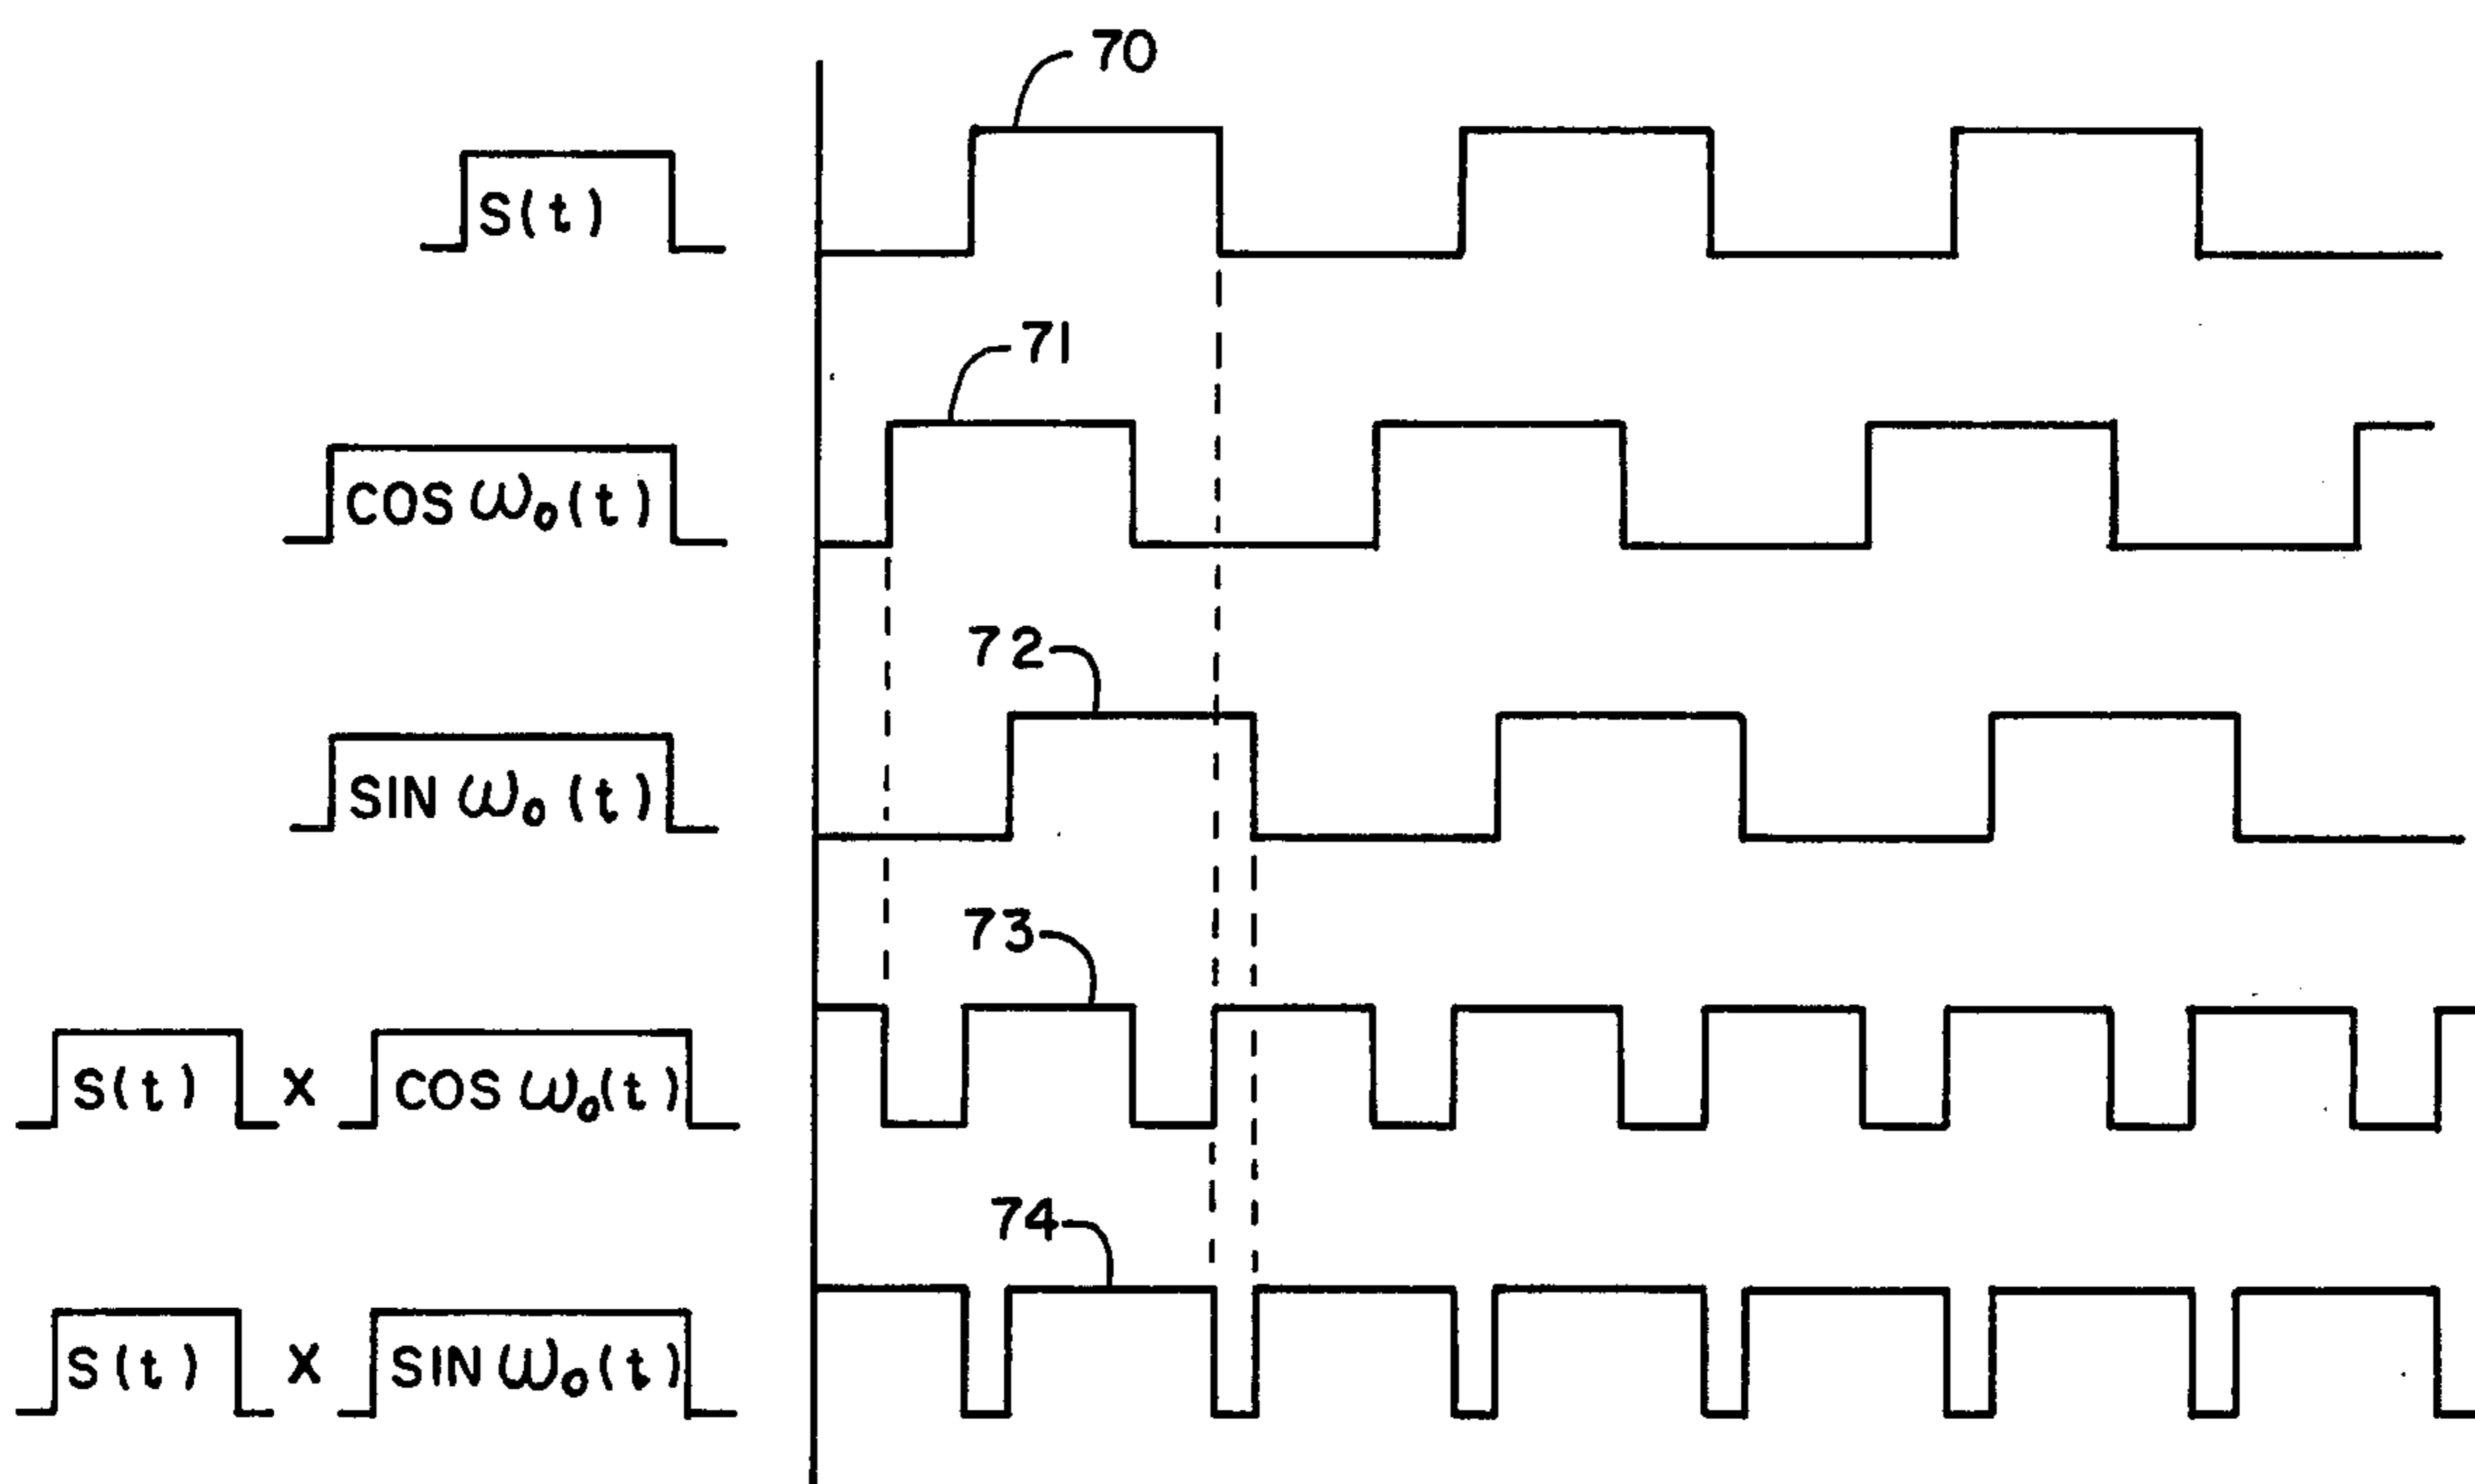 70
S(t)
71
COS ω₀(t)
72
SIN ω₀(t)
73
S(t) X COS ω₀(t)
74
S(t) X SIN ω₀(t)